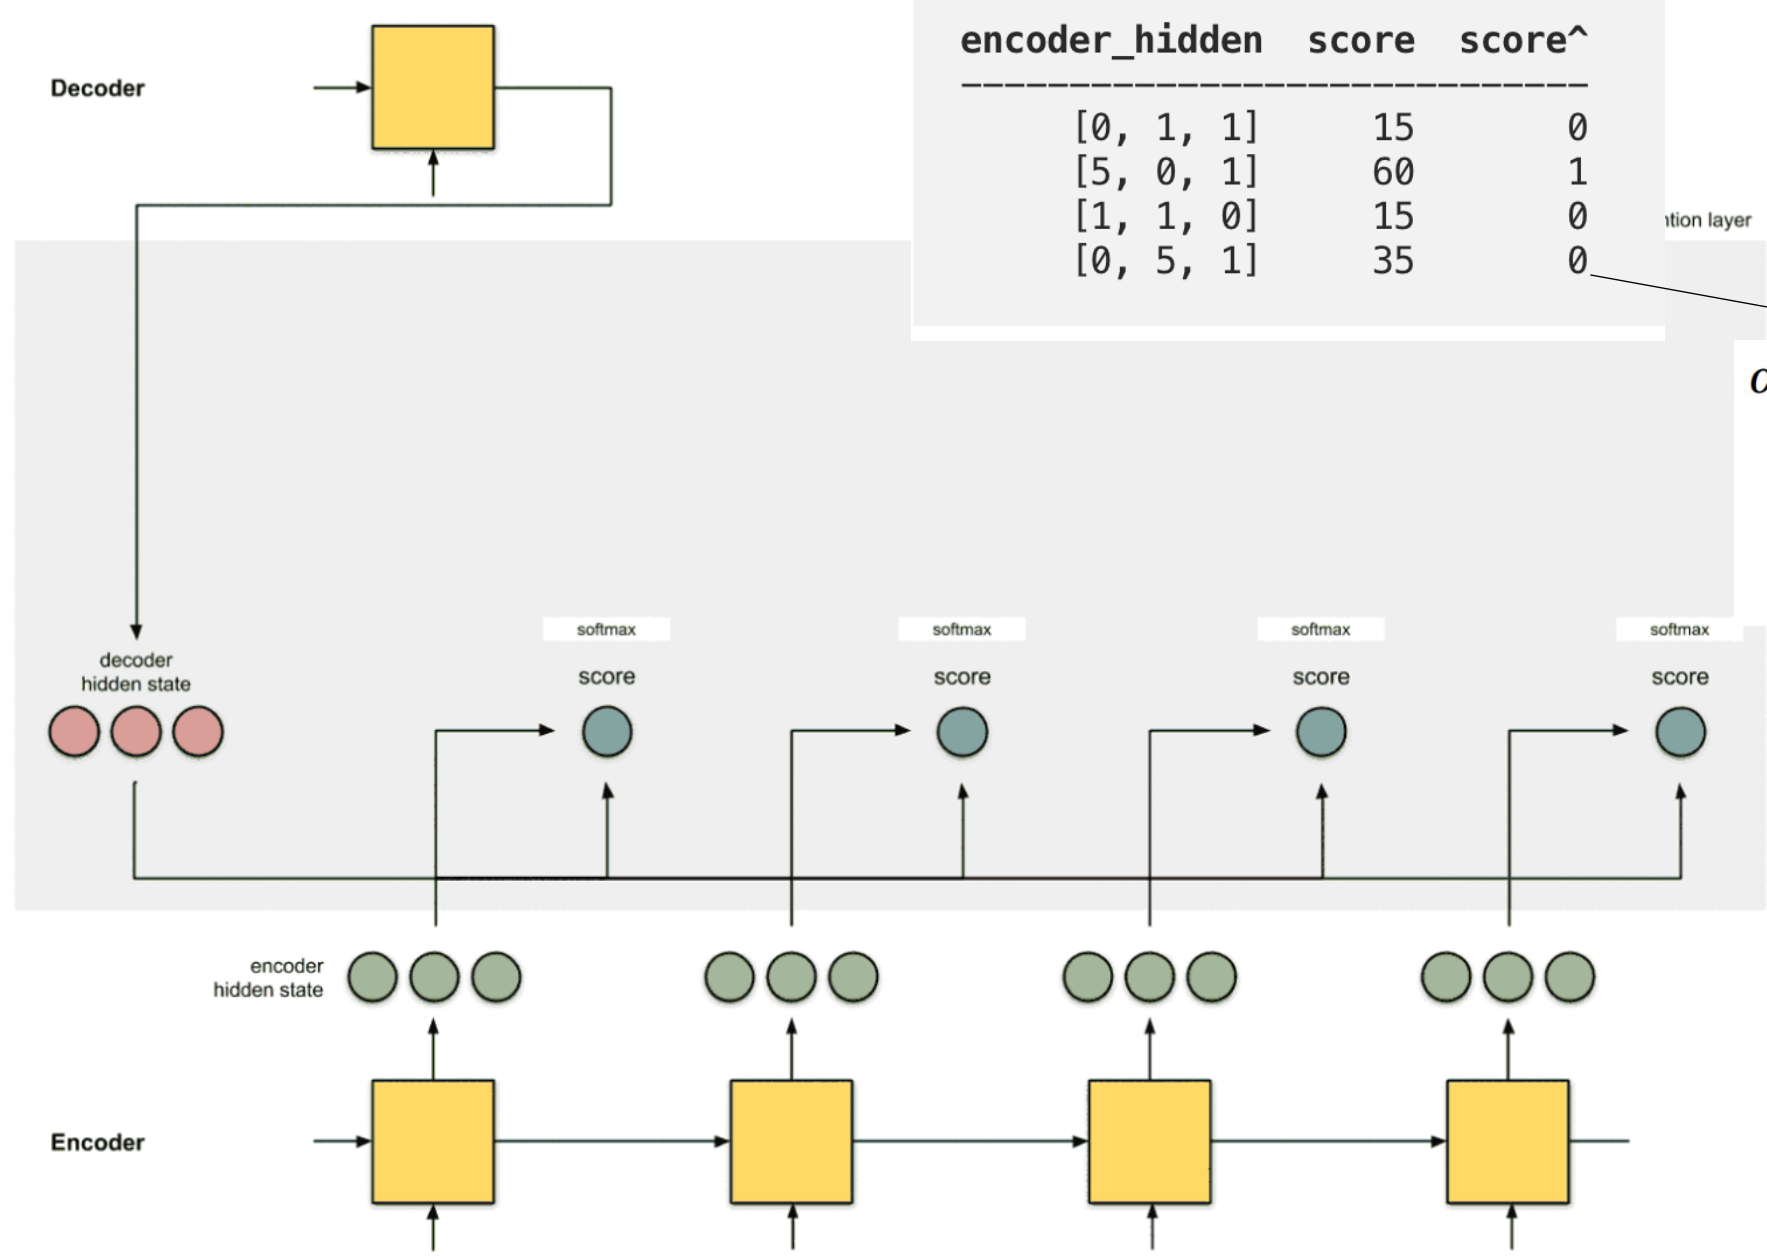 encoder_hidden score score^
--------------------------------
[0, 1, 1] 15 0
[5, 0, 1] 60 1
[1, 1, 0] 15 0
[0, 5, 1] 35 0
Decoder
layer
softmax softmax softmax softmax
decoder
hidden state
score score score score
encoder
hidden state
Encoder